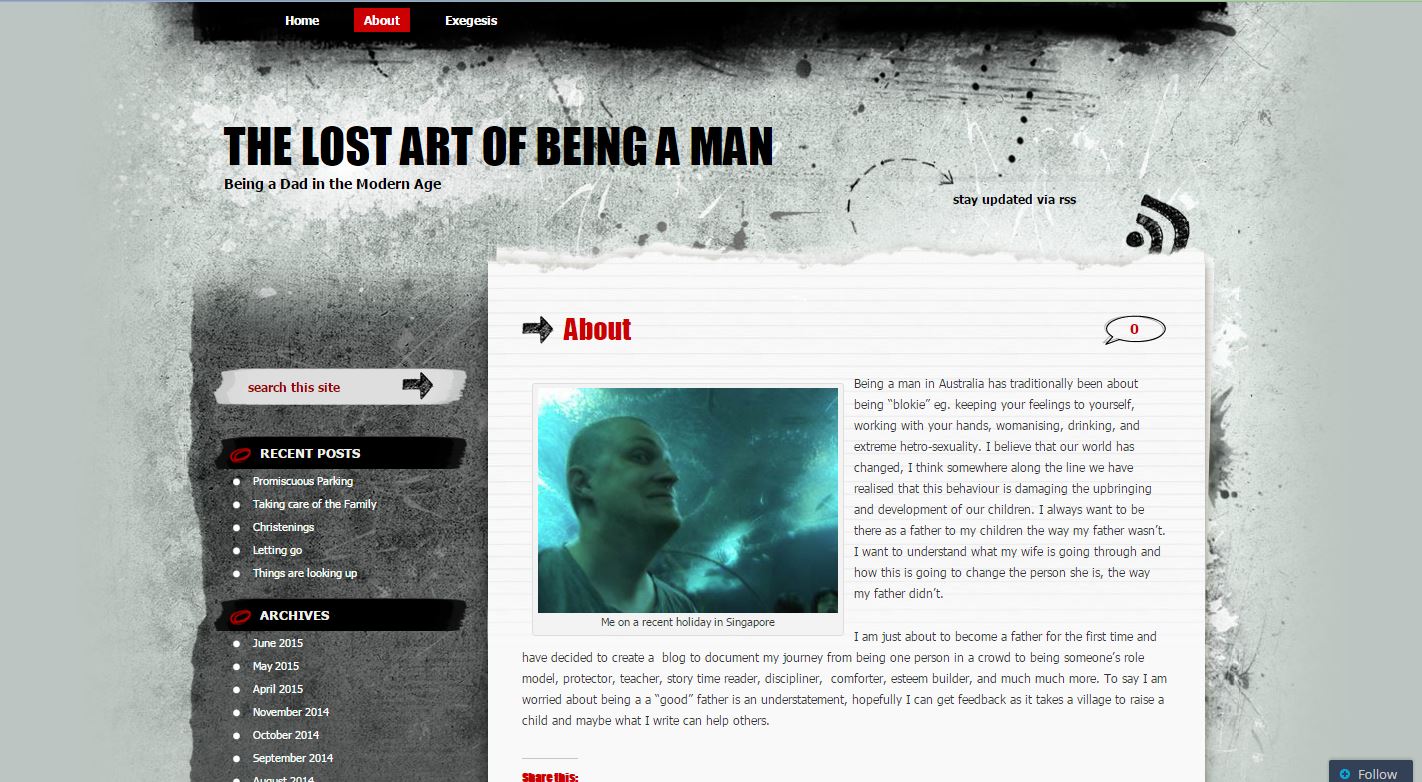 Home
About
Exegesis
THE LOST ART OF BEING A MAN
Being a Dad in the Modern Age
stay updated via rss
search this site
RECENT POSTS
Promiscuous Parking
Taking care of the Family
Christenings
Letting go
Things are looking up
ARCHIVES
June 2015
May 2015
April 2015
November 2014
October 2014
September 2014
August 2014
About
0
Me on a recent holiday in Singapore
Being a man in Australia has traditionally been about
being “blokie” eg. keeping your feelings to yourself,
working with your hands, womanising, drinking, and
extreme hetro-sexuality. I believe that our world has
changed, I think somewhere along the line we have
realised that this behaviour is damaging the upbringing
and development of our children. I always want to be
there as a father to my children the way my father wasn’t.
I want to understand what my wife is going through and
how this is going to change the person she is, the way
my father didn’t.
I am just about to become a father for the first time and
have decided to create a  blog to document my journey from being one person in a crowd to being someone’s role
model, protector, teacher, story time reader, discipliner,  comforter, esteem builder, and much much more. To say I am
worried about being a a “good” father is an understatement, hopefully I can get feedback as it takes a village to raise a
child and maybe what I write can help others.
Share this:
Follow